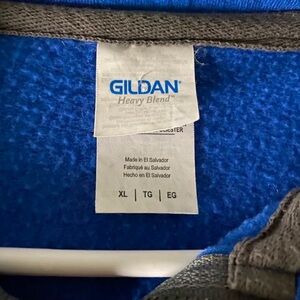 GILDAN
Heavy Blend™
Made in El Salvador
Fabriqué au Salvador
Hecho en El Salvador
XL | TG | EG